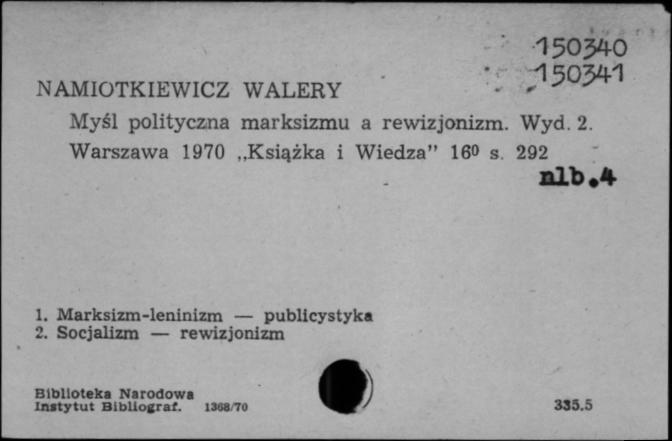 150340
150341
NAMIOTKIEWICZ WALERY
Myśl polityczna marksizmu a rewizjonizm. Wyd. 2.
Warszawa 1970 „Książka i Wiedza” 16⁰ s. 292
nlb.4
1. Marksizm-leninizm — publicystyka
2. Socjalizm — rewizjonizm
Biblioteka Narodowa
Instytut Bibliograf. 1368/70
335.5